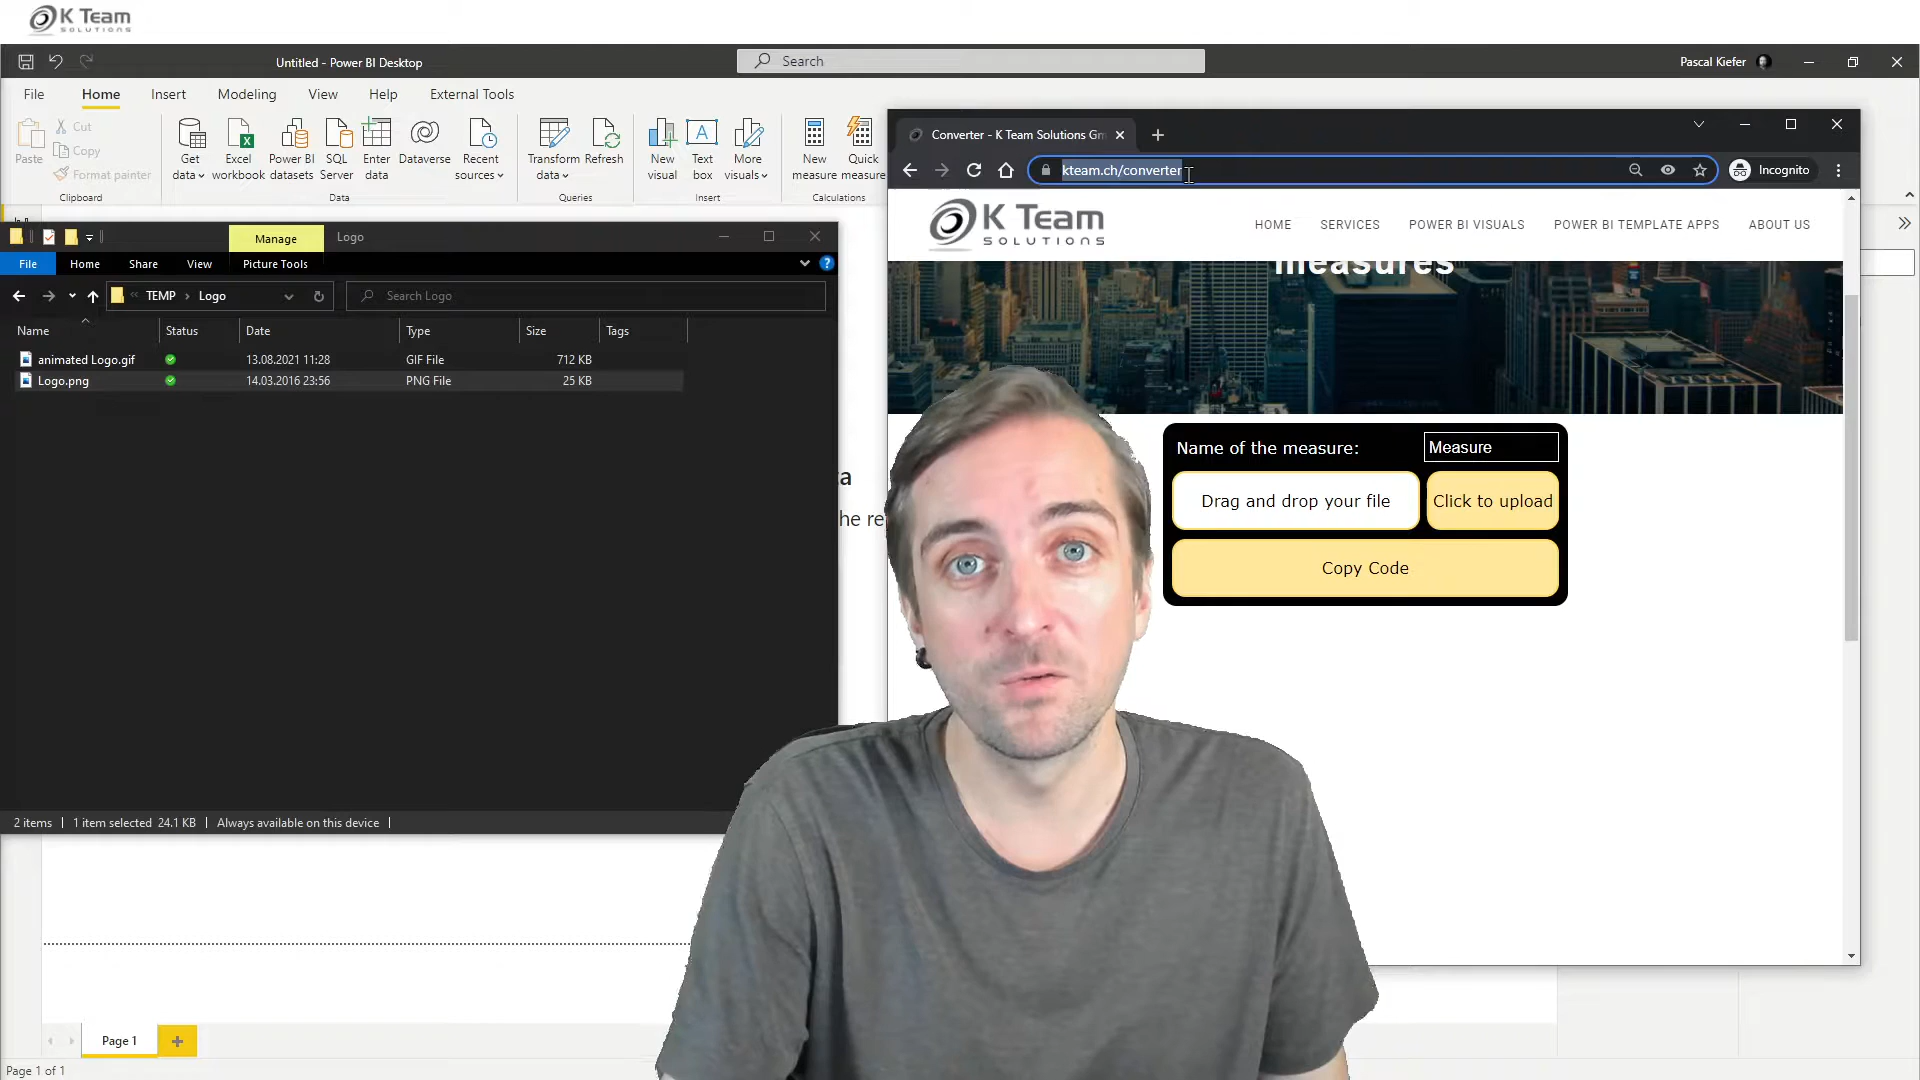 K Team
SOLUTIONS
Untitled - Power BI Desktop
Search
Pascal Kiefer
File Home Insert Modeling View Help External Tools
Paste
Cut
Copy
Format painter
Clipboard
Get data
Excel workbook
Power BI datasets
SQL Server
Enter data
Dataverse
Recent sources
Data
Transform data
Refresh
Queries
New visual
Text box
More visuals
Insert
New measure
Quick measure
Calculations
Manage
Logo
File Home Share View Picture Tools
TEMP Logo
Search Logo
Name Status Date Type Size Tags
animated Logo.gif 13.08.2021 11:28 GIF File 712 KB
Logo.png 14.03.2016 23:56 PNG File 25 KB
2 items 1 item selected 24.1 KB Always available on this device
he re
Converter - K Team Solutions Gm
kteam.ch/converter
Incognito
K Team
SOLUTIONS
HOME SERVICES POWER BI VISUALS POWER BI TEMPLATE APPS ABOUT US
measures
Name of the measure: Measure
Drag and drop your file
Click to upload
Copy Code
Page 1
Page 1 of 1